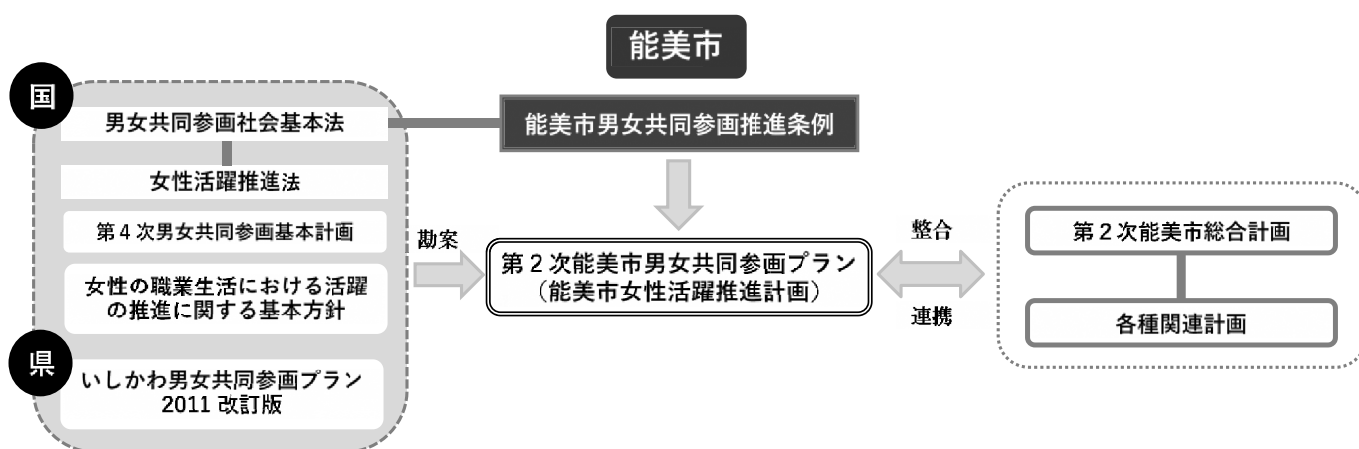 能美市
国
男女共同参画社会基本法
能美市男女共同参画推進条例
女性活躍推進法
第4次男女共同参画基本計画
女性の職業生活における活躍
の推進に関する基本方針
県
いしかわ男女共同参画プラン
2011 改訂版
勘案
第2次能美市男女共同参画プラン
（能美市女性活躍推進計画）
整合
連携
第2次能美市総合計画
各種関連計画